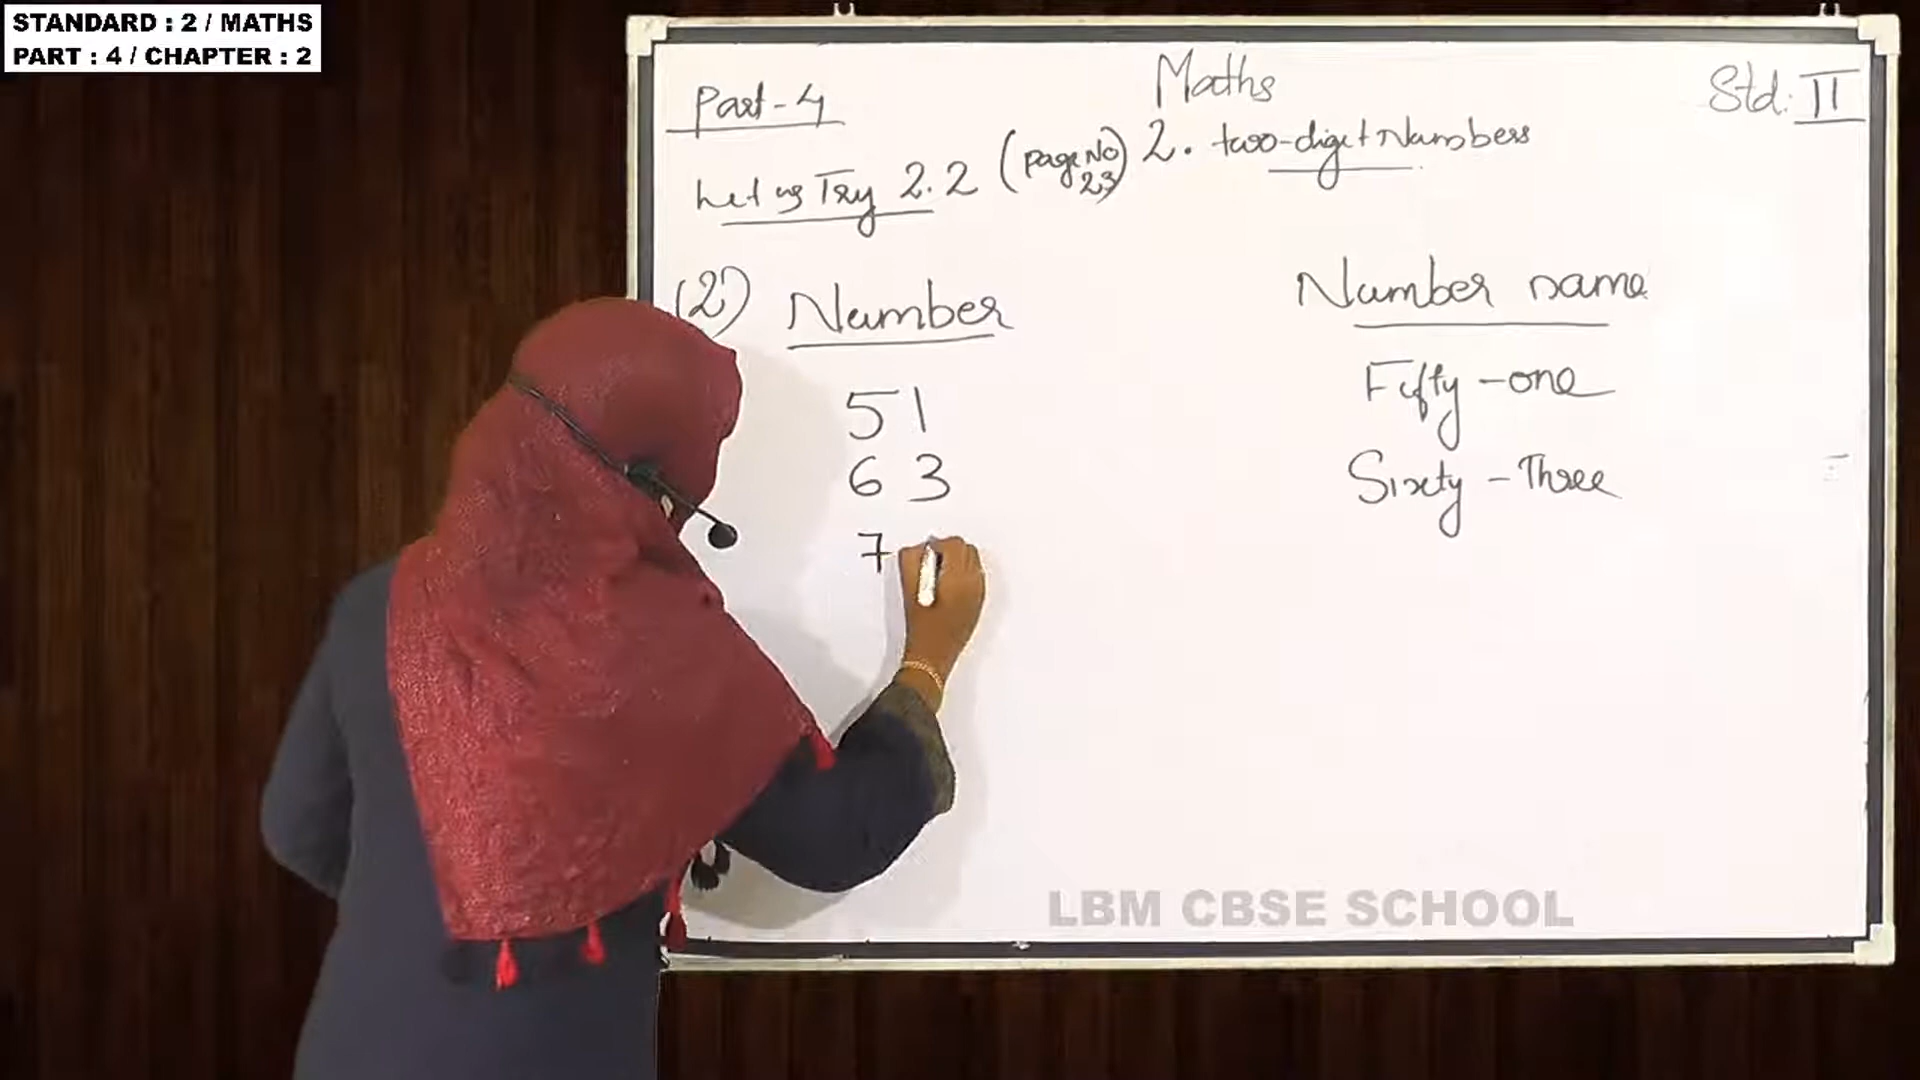 STANDARD : 2 / MATHS
PART : 4 / CHAPTER : 2
Maths
Std: II
Part-4
2. two-digit Numbers
Let us Try 2.2 (page No 23)
(2) Number
Number name
51
Fifty-one
63
Sixty-Three
7
LBM CBSE SCHOOL